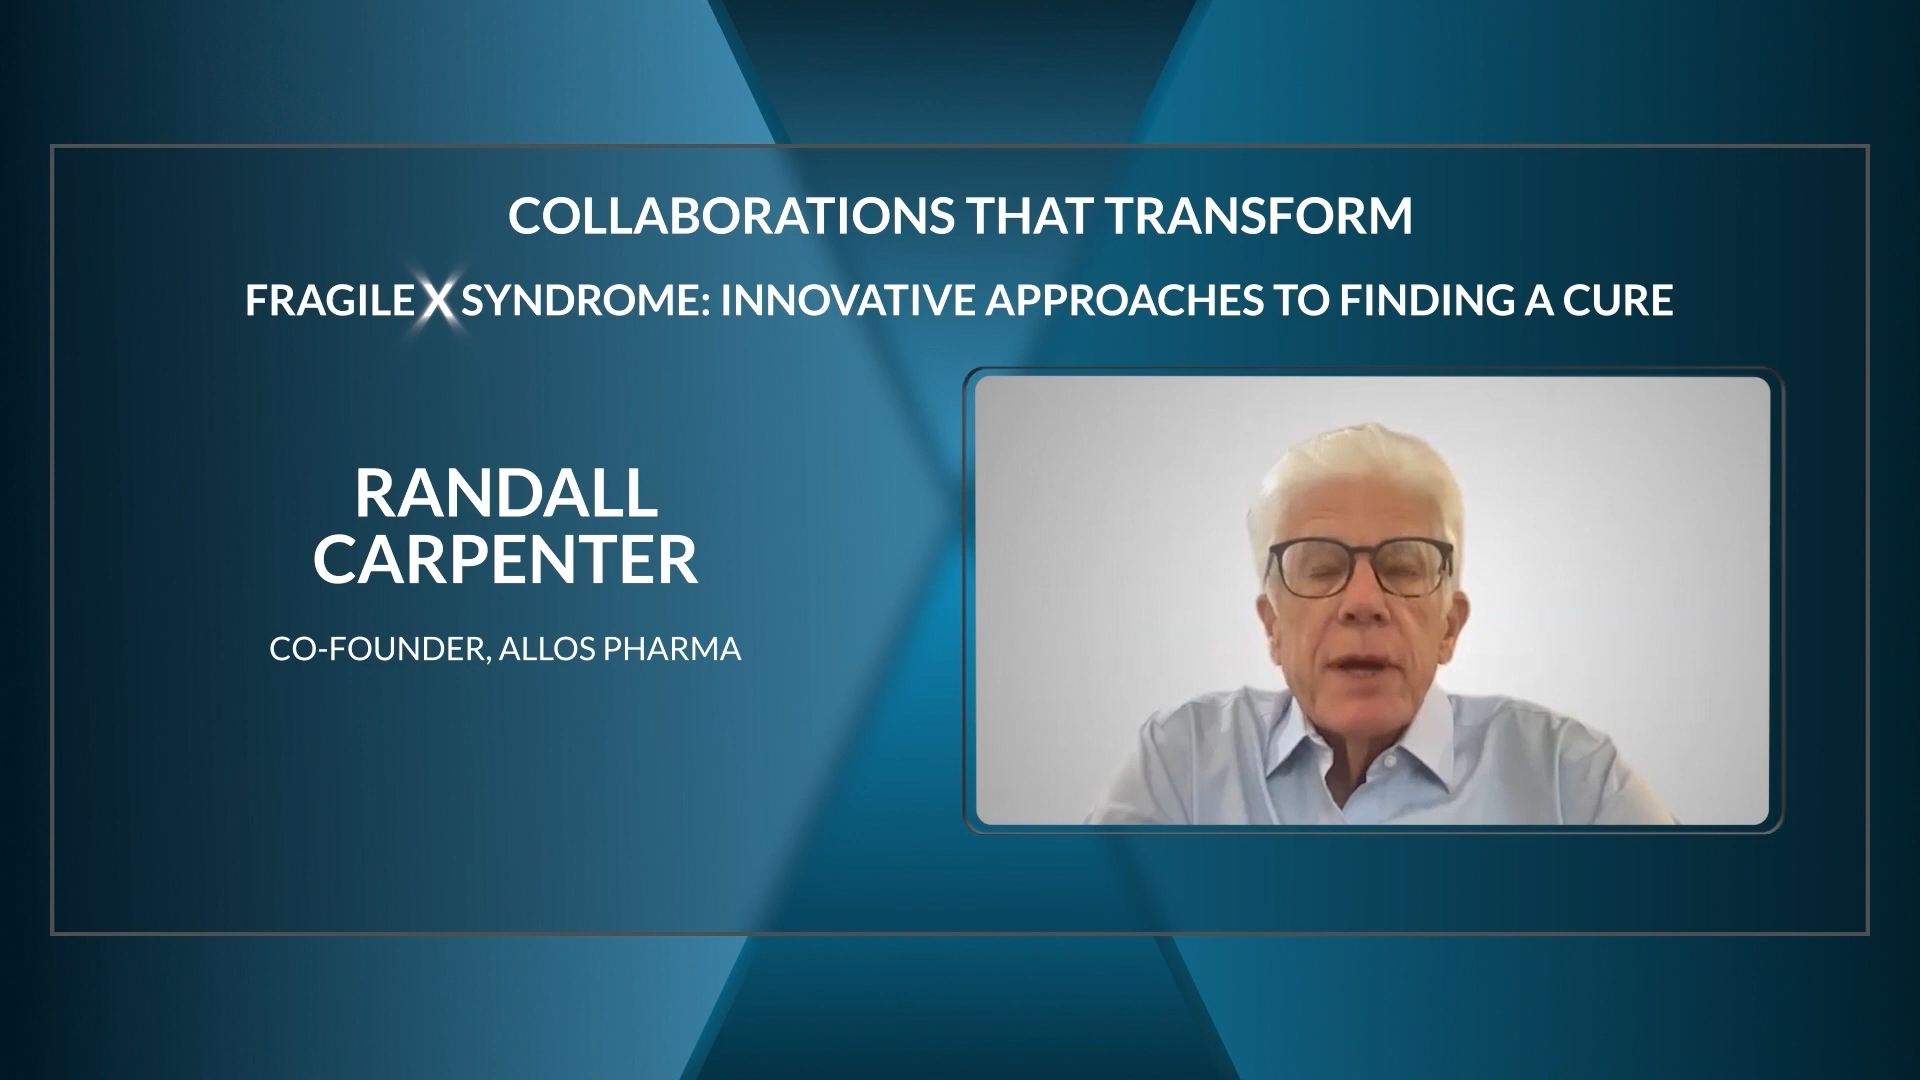 COLLABORATIONS THAT TRANSFORM
FRAGILE X SYNDROME: INNOVATIVE APPROACHES TO FINDING A CURE
RANDALL
CARPENTER
CO-FOUNDER, ALLOS PHARMA